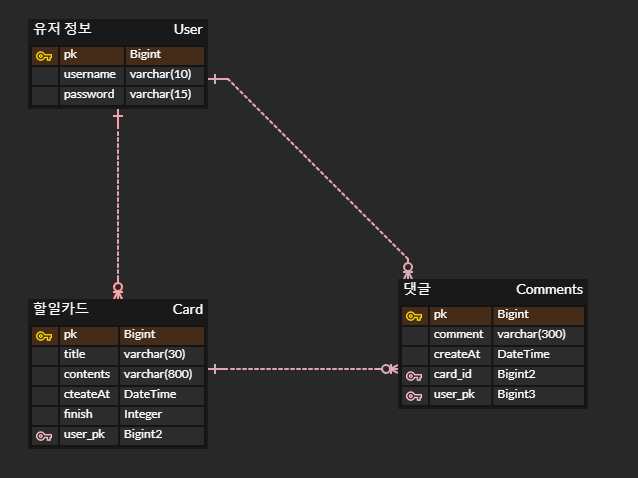 유저 정보 User
pk Bigint
username varchar(10)
password varchar(15)
할일카드 Card
pk Bigint
title varchar(30)
contents varchar(800)
cteateAt DateTime
finish Integer
user_pk Bigint2
댓글 Comments
pk Bigint
comment varchar(300)
createAt DateTime
card_id Bigint2
user_pk Bigint3